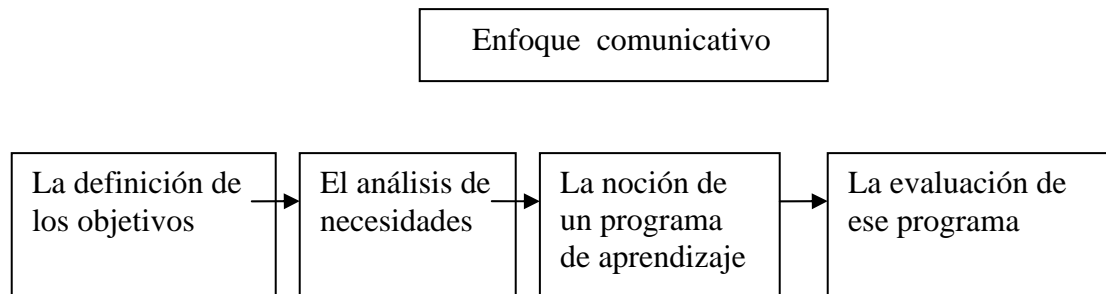 Enfoque comunicativo
La definición de
los objetivos
El análisis de
necesidades
La noción de
un programa
de aprendizaje
La evaluación de
ese programa